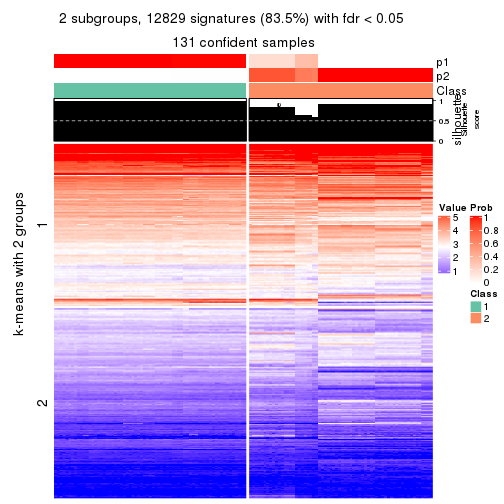 2 subgroups, 12829 signatures (83.5%) with fdr < 0.05
131 confident samples
p1
p2
Class
1
0.5
0
silhouette
Silhouette
score
k-means with 2 groups
1
2
Value
5
4
3
2
1
Prob
1
0.8
0.6
0.4
0.2
0
Class
1
2